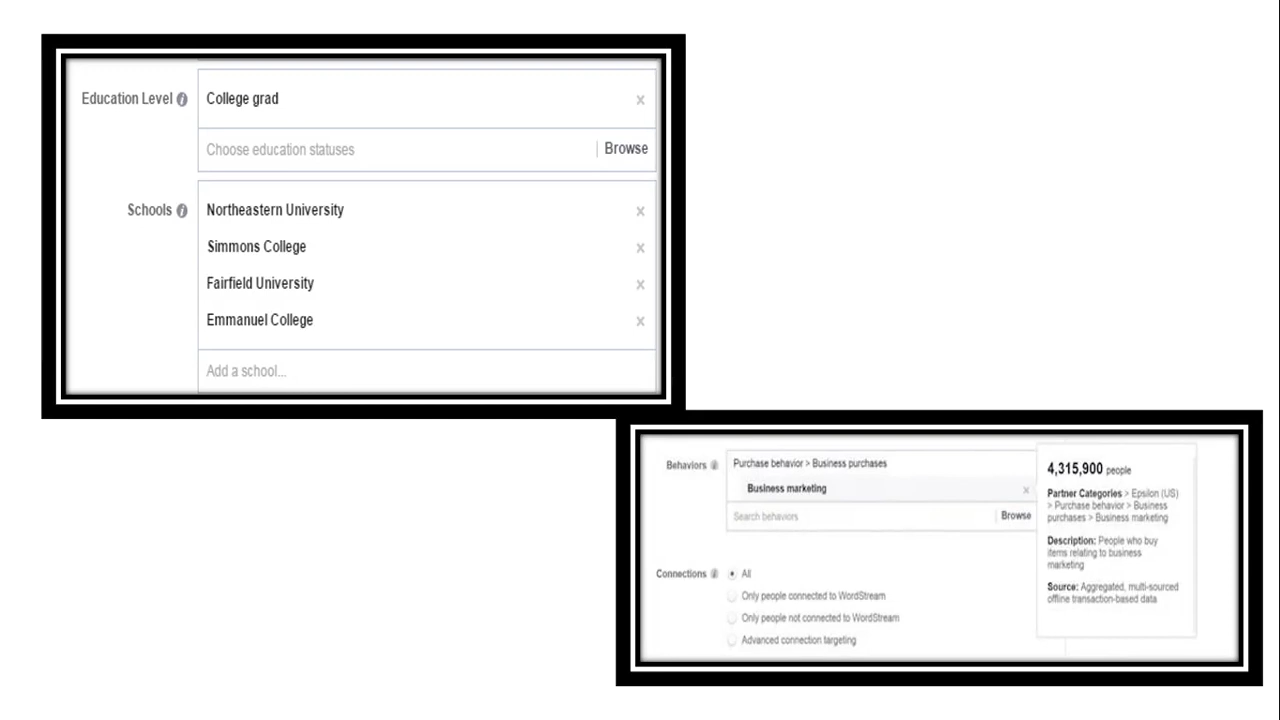 Education Level
College grad
Choose education statuses
Browse
Schools
Northeastern University
Simmons College
Fairfield University
Emmanuel College
Add a school...
Behaviors
Purchase behavior > Business purchases
Business marketing
Search behaviors
Browse
Connections
All
Only people connected to WordStream
Only people not connected to WordStream
Advanced connection targeting
4,315,900 people
Partner Categories > Epsilon (US)
> Purchase behavior > Business
purchases > Business marketing
Description: People who buy
items relating to business
marketing
Source: Aggregated, multi-sourced
offline transaction-based data